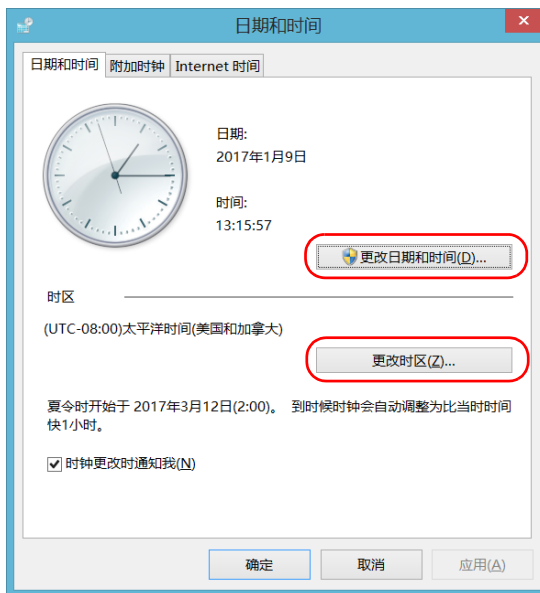 日期和时间
日期和时间 附加时钟 Internet 时间
日期:
2017年1月9日
时间:
13:15:57
更改日期和时间(D)...
时区
(UTC-08:00)太平洋时间(美国和加拿大)
更改时区(Z)...
夏令时开始于 2017年3月12日(2:00)。 到时候时钟会自动调整为比当时时间
快1小时。
时钟更改时通知我(N)
确定 取消 应用(A)